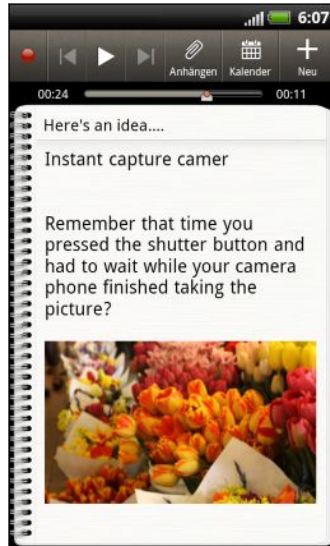 6:07
Anhängen Kalender Neu
00:24 00:11
Here's an idea....
Instant capture camer
Remember that time you
pressed the shutter button and
had to wait while your camera
phone finished taking the
picture?